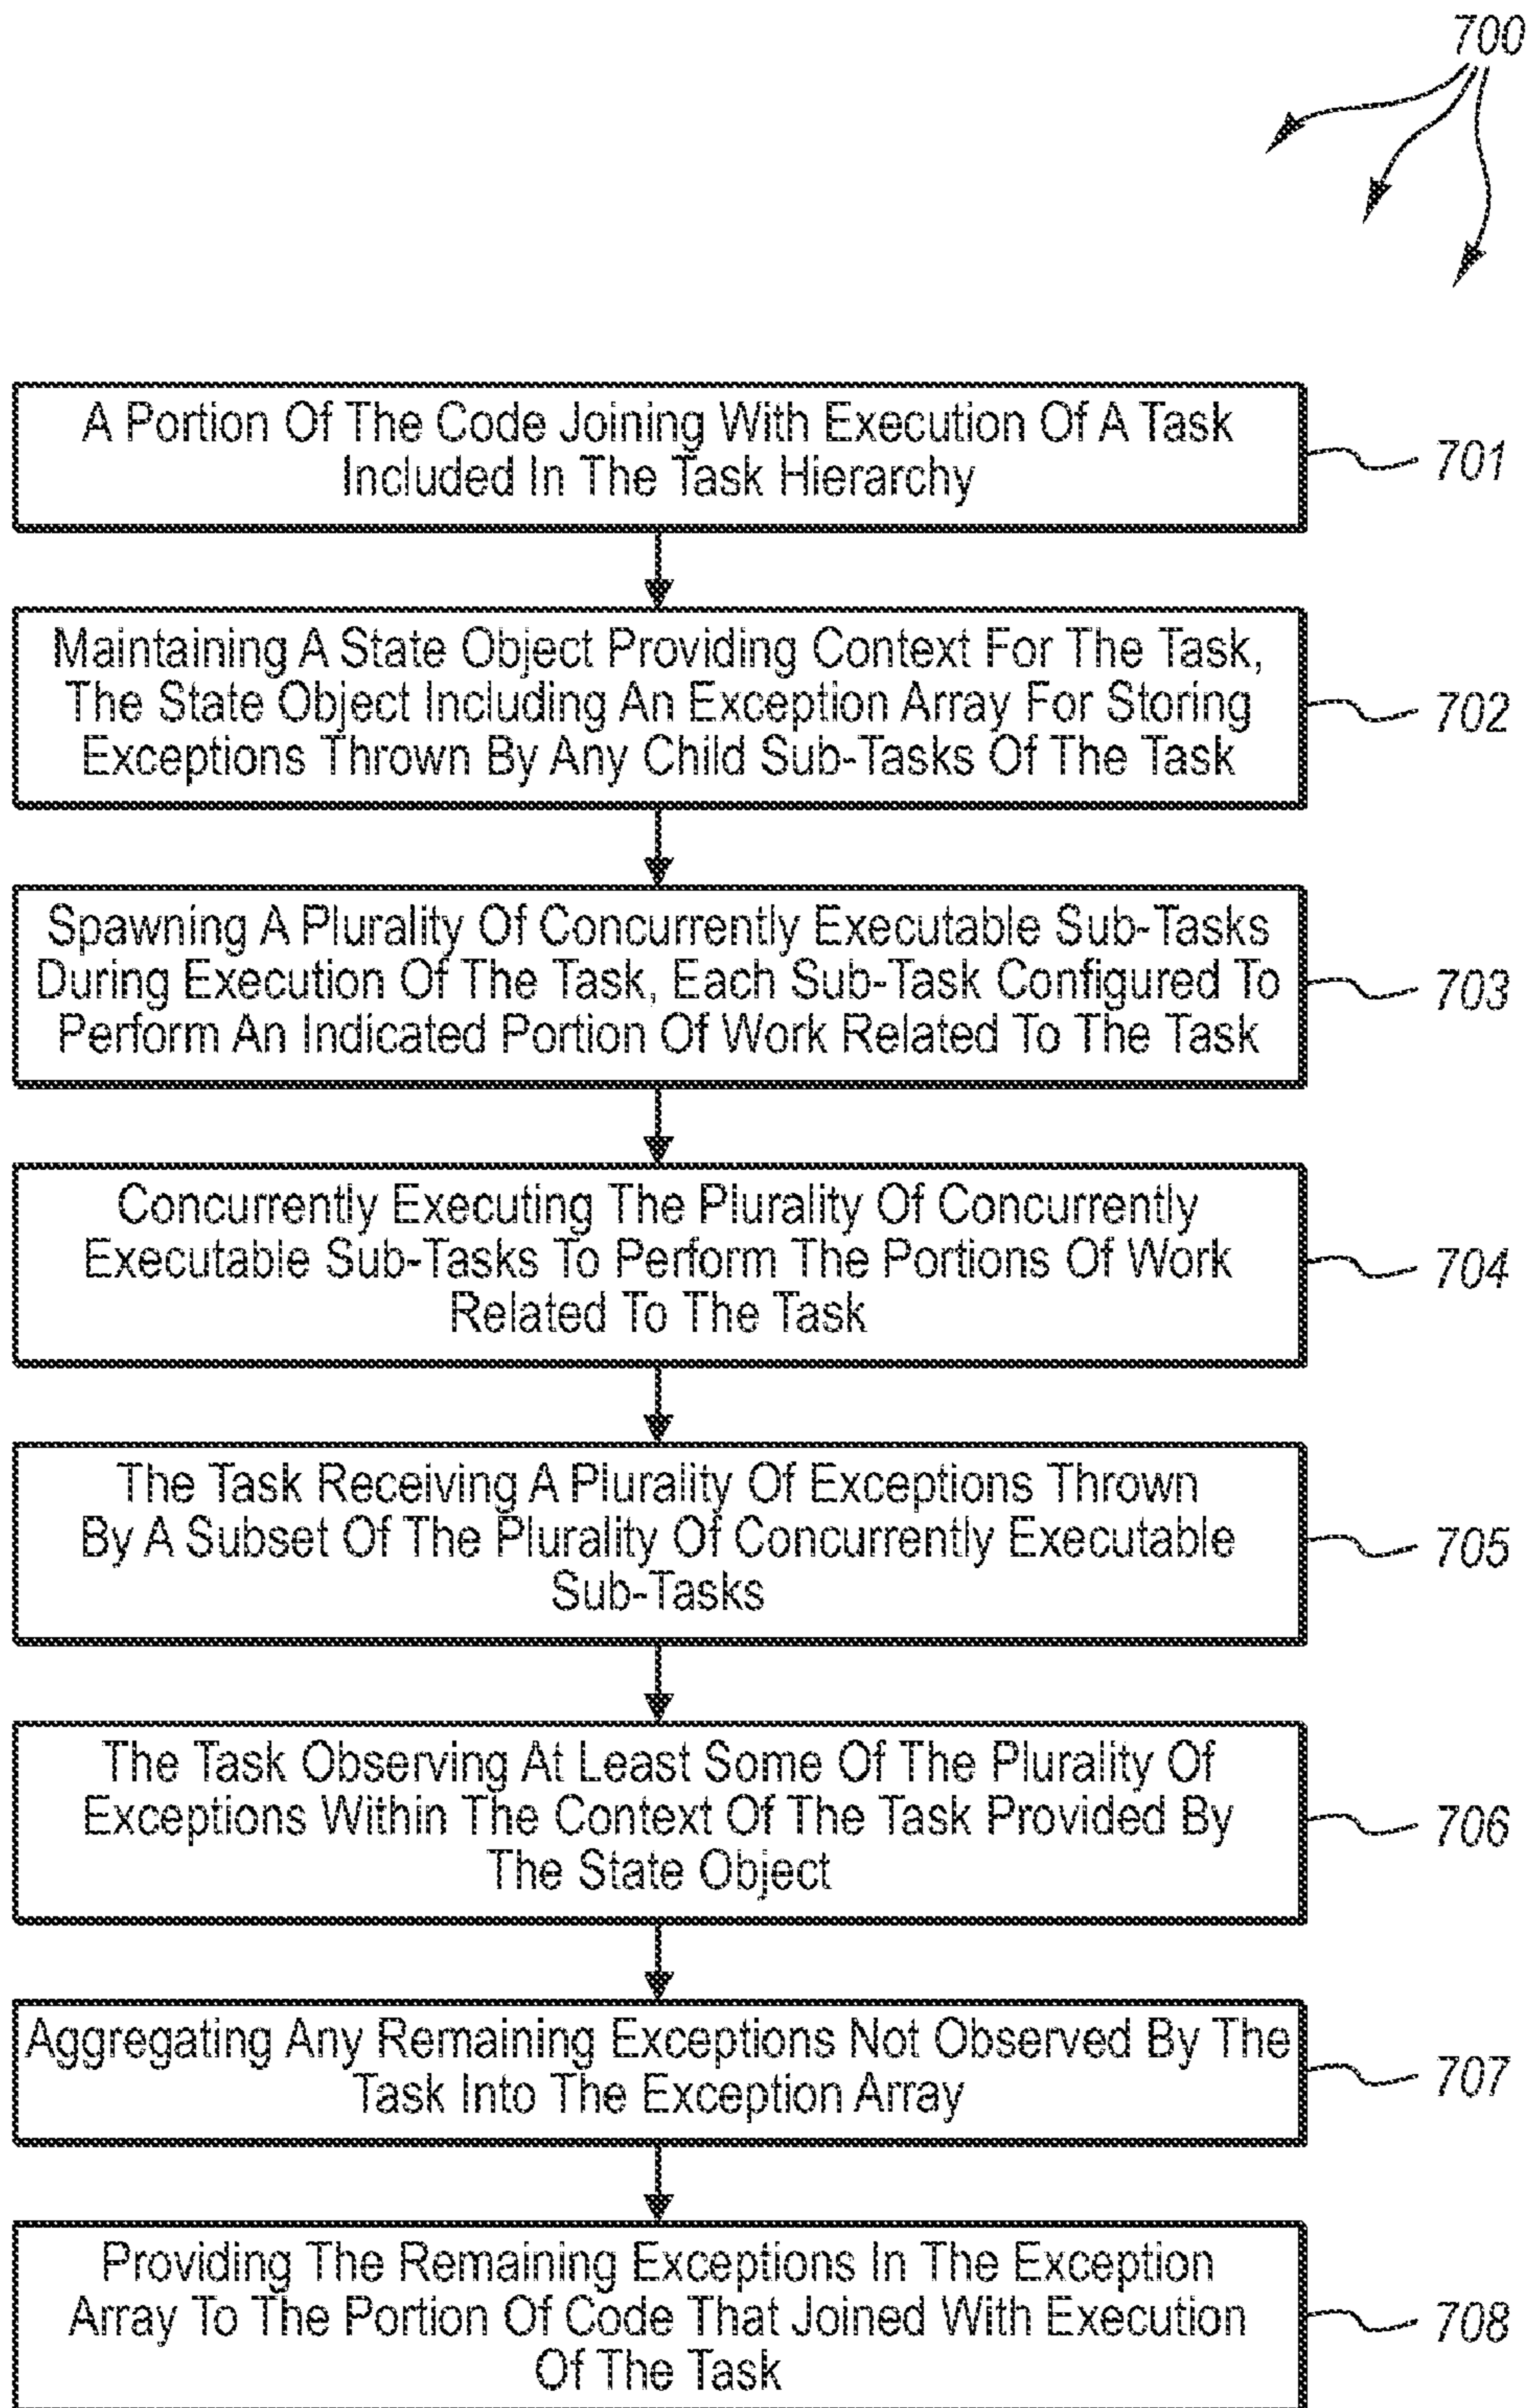 700
A Portion Of The Code Joining With Execution Of A Task
Included In The Task Hierarchy
701
Maintaining A State Object Providing Context For The Task,
The State Object Including An Exception Array For Storing
Exceptions Thrown By Any Child Sub-Tasks Of The Task
702
Spawning A Plurality Of Concurrently Executable Sub-Tasks
During Execution Of The Task, Each Sub-Task Configured To
Perform An Indicated Portion Of Work Related To The Task
703
Concurrently Executing The Plurality Of Concurrently
Executable Sub-Tasks To Perform The Portions Of Work
Related To The Task
704
The Task Receiving A Plurality Of Exceptions Thrown
By A Subset Of The Plurality Of Concurrently Executable
Sub-Tasks
705
The Task Observing At Least Some Of The Plurality Of
Exceptions Within The Context Of The Task Provided By
The State Object
706
Aggregating Any Remaining Exceptions Not Observed By The
Task Into The Exception Array
707
Providing The Remaining Exceptions In The Exception
Array To The Portion Of Code That Joined With Execution
Of The Task
708